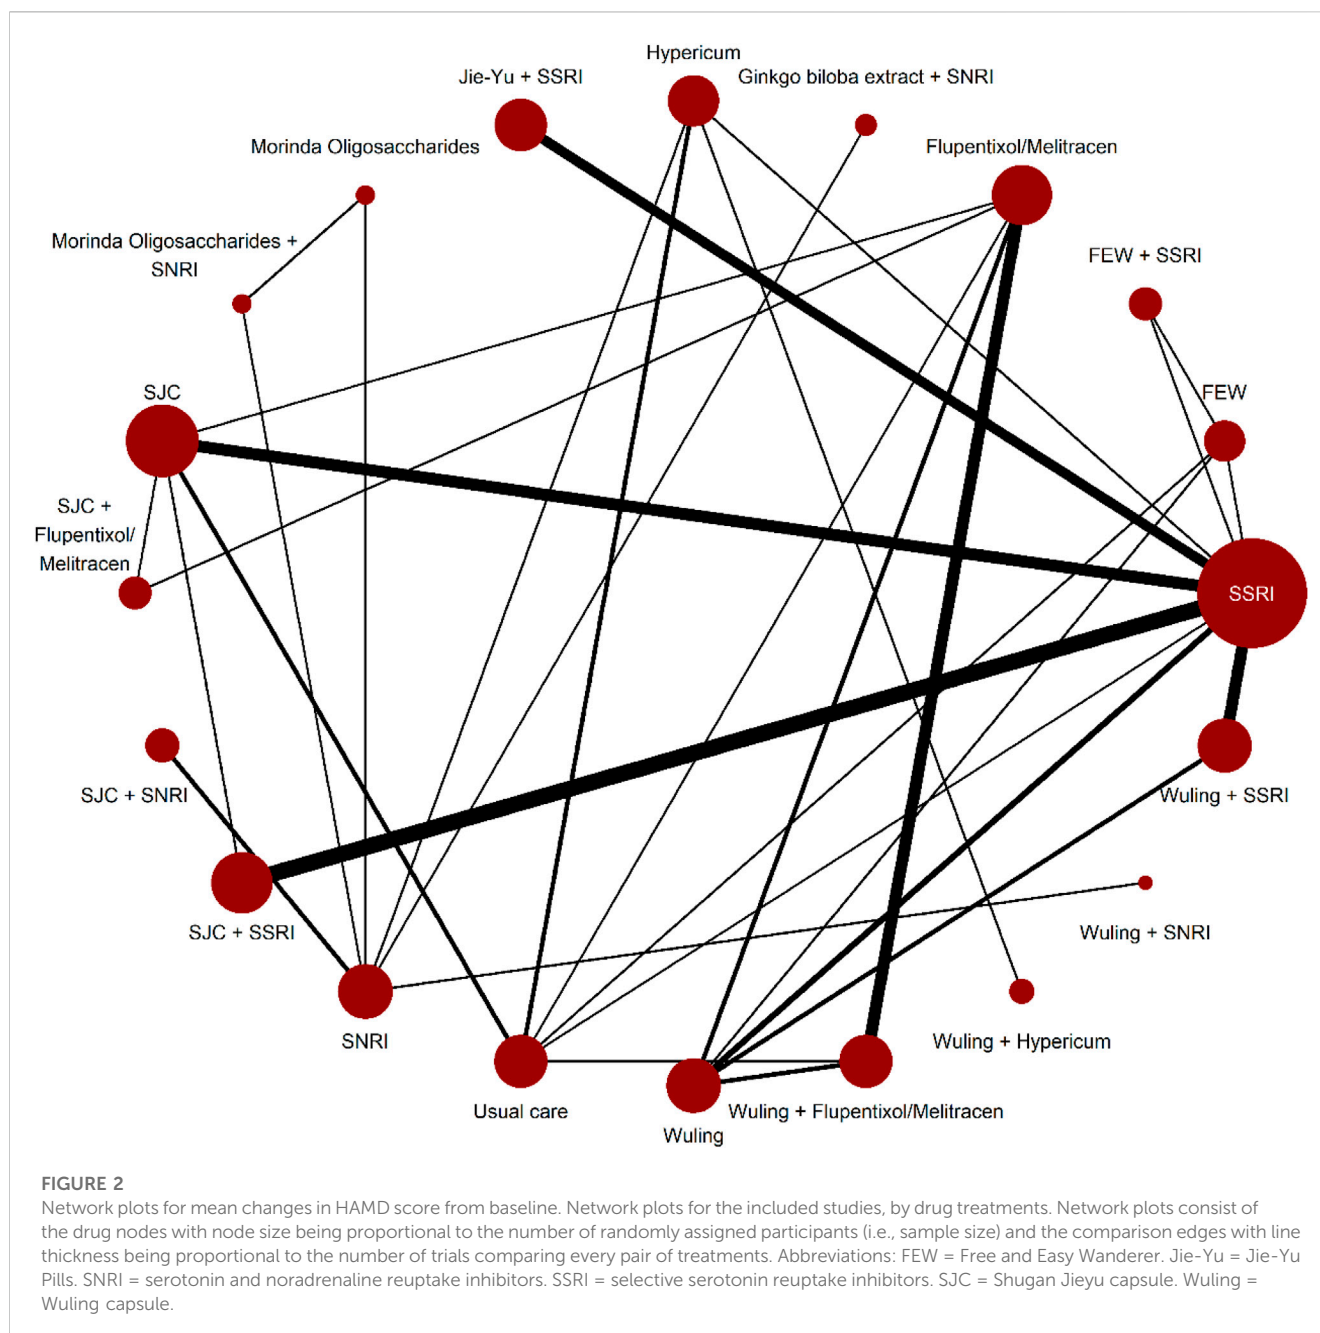 Hypericum
Jie-Yu + SSRI
Ginkgo biloba extract + SNRI
Morinda Oligosaccharides
Flupentixol/Melitracen
Morinda Oligosaccharides +
SNRI
FEW + SSRI
SJC
FEW
SJC +
Flupentixol/
Melitracen
SSRI
SJC + SNRI
Wuling + SSRI
SJC + SSRI
Wuling + SNRI
SNRI
Wuling + Hypericum
Usual care
Wuling + Flupentixol/Melitracen
Wuling
FIGURE 2
Network plots for mean changes in HAMD score from baseline. Network plots for the included studies, by drug treatments. Network plots consist of
the drug nodes with node size being proportional to the number of randomly assigned participants (i.e., sample size) and the comparison edges with line
thickness being proportional to the number of trials comparing every pair of treatments. Abbreviations: FEW = Free and Easy Wanderer. Jie-Yu = Jie-Yu
Pills. SNRI = serotonin and noradrenaline reuptake inhibitors. SSRI = selective serotonin reuptake inhibitors. SJC = Shugan Jieyu capsule. Wuling =
Wuling capsule.